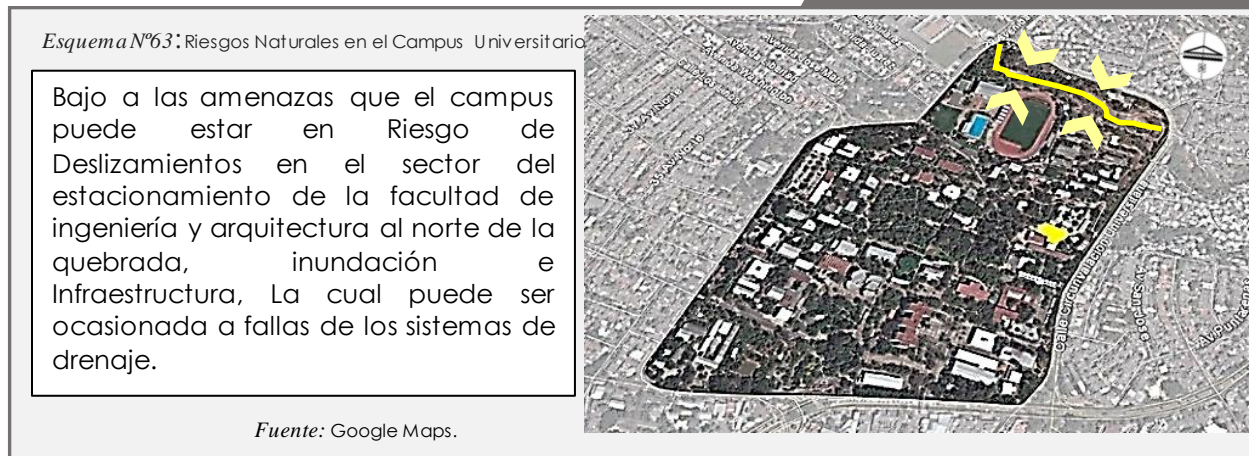 Esquema Nº63: Riesgos Naturales en el Campus Universitario
Bajo a las amenazas que el campus
puede estar en Riesgo de
Deslizamientos en el sector del
estacionamiento de la facultad de
ingeniería y arquitectura al norte de la
quebrada, inundación e
Infraestructura, La cual puede ser
ocasionada a fallas de los sistemas de
drenaje.
Fuente: Google Maps.
Calle Circunvalación Universitaria